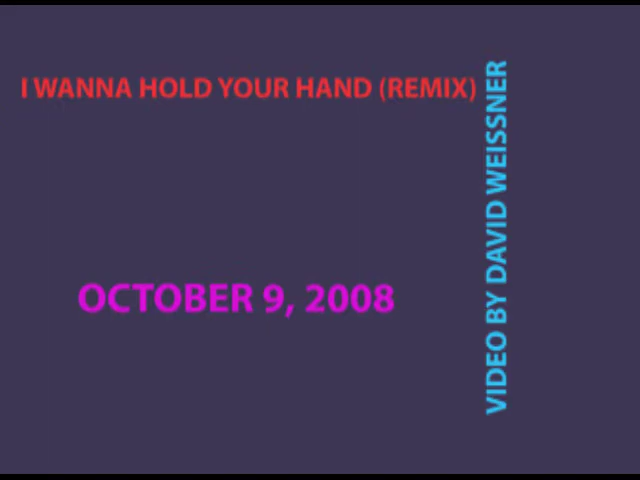 I WANNA HOLD YOUR HAND (REMIX)
VIDEO BY DAVID WEISSNER
OCTOBER 9, 2008